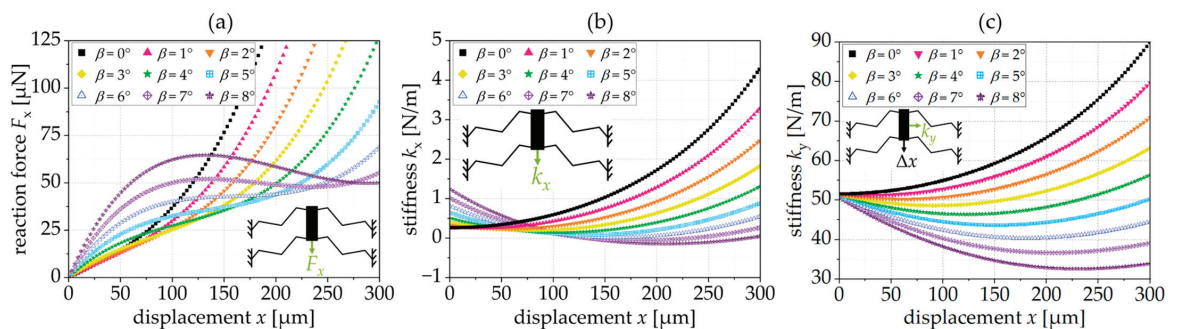 (a)
reaction force Fx [µN]
125
100
75
50
25
0
β = 0° β = 1° β = 2°
β = 3° β = 4° β = 5°
β = 6° β = 7° β = 8°
Fx
0 50 100 150 200 250 300
displacement x [µm]
(b)
stiffness kx [N/m]
5
4
3
2
1
0
−1
β = 0° β = 1° β = 2°
β = 3° β = 4° β = 5°
β = 6° β = 7° β = 8°
kx
0 50 100 150 200 250 300
displacement x [µm]
(c)
stiffness ky [N/m]
90
80
70
60
50
40
30
β = 0° β = 1° β = 2°
β = 3° β = 4° β = 5°
β = 6° β = 7° β = 8°
ky
Δx
0 50 100 150 200 250 300
displacement x [µm]